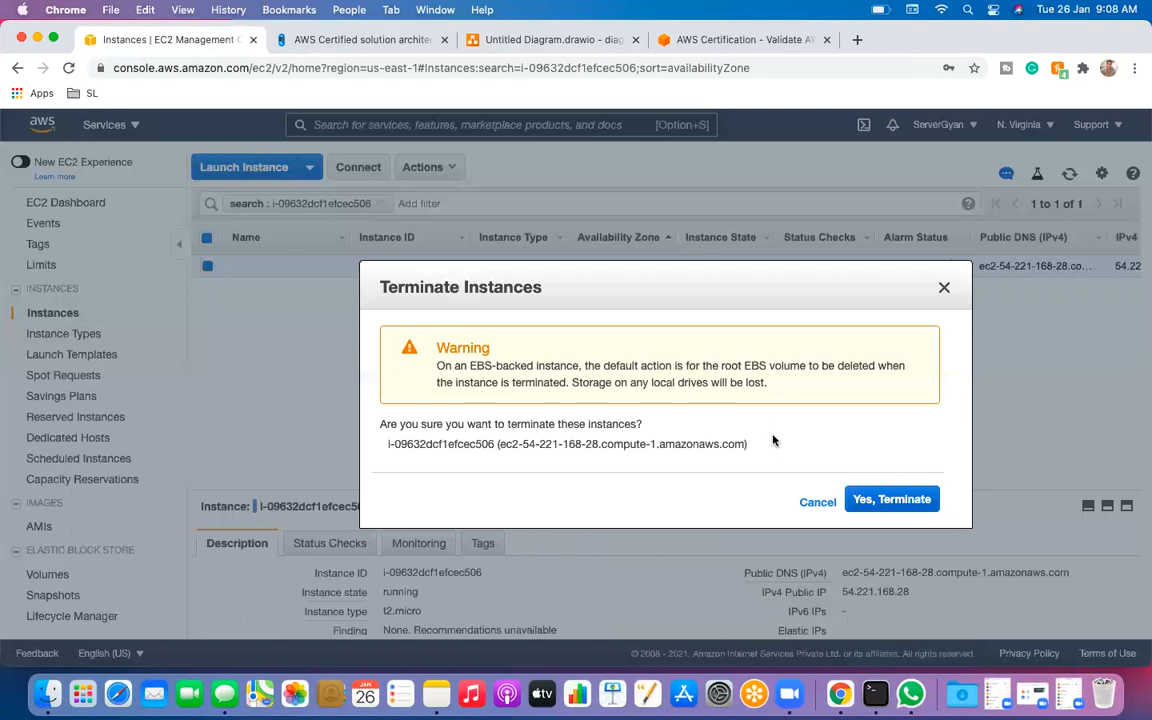 Chrome File Edit View History Bookmarks People Tab Window Help Tue 26 Jan 9:08 AM
Instances | EC2 Management C AWS Certified solution archite Untitled Diagram.drawio - diag AWS Certification - Validate AV
console.aws.amazon.com/ec2/v2/home?region=us-east-1#Instances:search=i-09632dcf1efcec506;sort=availabilityZone
Apps SL
aws Services Search for services, features, marketplace products, and docs [Option+S] ServerGyan N. Virginia Support
New EC2 Experience
Learn more
Launch Instance Connect Actions
EC2 Dashboard
Events
Tags
Limits
INSTANCES
Instances
Instance Types
Launch Templates
Spot Requests
Savings Plans
Reserved Instances
Dedicated Hosts
Scheduled Instances
Capacity Reservations
IMAGES
AMIs
ELASTIC BLOCK STORE
Volumes
Snapshots
Lifecycle Manager
search : i-09632dcf1efcec506 Add filter 1 to 1 of 1
Name Instance ID Instance Type Availability Zone Instance State Status Checks Alarm Status Public DNS (IPv4) IPv4
ec2-54-221-168-28.co... 54.22
Terminate Instances
Warning
On an EBS-backed instance, the default action is for the root EBS volume to be deleted when
the instance is terminated. Storage on any local drives will be lost.
Are you sure you want to terminate these instances?
i-09632dcf1efcec506 (ec2-54-221-168-28.compute-1.amazonaws.com)
Cancel Yes, Terminate
Instance: i-09632dcf1efcec50
Description Status Checks Monitoring Tags
Instance ID i-09632dcf1efcec506 Public DNS (IPv4) ec2-54-221-168-28.compute-1.amazonaws.com
Instance state running IPv4 Public IP 54.221.168.28
Instance type t2.micro IPv6 IPs -
Finding None. Recommendations unavailable Elastic IPs
Feedback English (US) © 2008 - 2021, Amazon Internet Services Private Ltd. or its affiliates. All rights reserved. Privacy Policy Terms of Use
JAN
26
tv